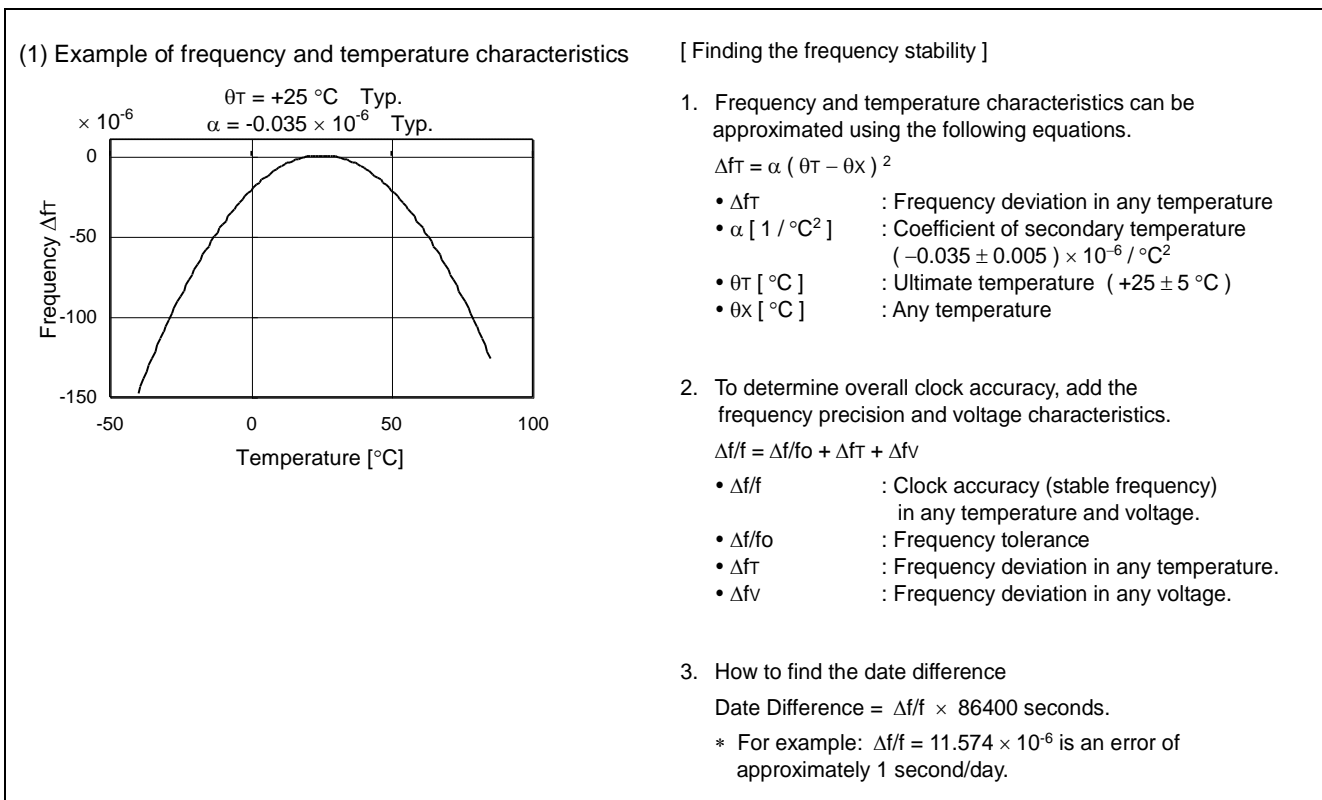 (1) Example of frequency and temperature characteristics
θT = +25 °C Typ.
× 10-6
α = -0.035 × 10-6 Typ.
0
-50
-100
-150
Frequency ΔfT
-50 0 50 100
Temperature [°C]
[ Finding the frequency stability ]
1. Frequency and temperature characteristics can be
approximated using the following equations.
ΔfT = α ( θT − θX ) 2
• ΔfT : Frequency deviation in any temperature
• α [ 1 / °C2 ] : Coefficient of secondary temperature
( −0.035 ± 0.005 ) × 10−6 / °C2
• θT [ °C ] : Ultimate temperature ( +25 ± 5 °C )
• θX [ °C ] : Any temperature
2. To determine overall clock accuracy, add the
frequency precision and voltage characteristics.
Δf/f = Δf/fo + ΔfT + ΔfV
• Δf/f : Clock accuracy (stable frequency)
in any temperature and voltage.
• Δf/fo : Frequency tolerance
• ΔfT : Frequency deviation in any temperature.
• ΔfV : Frequency deviation in any voltage.
3. How to find the date difference
Date Difference = Δf/f × 86400 seconds.
* For example: Δf/f = 11.574 × 10-6 is an error of
approximately 1 second/day.